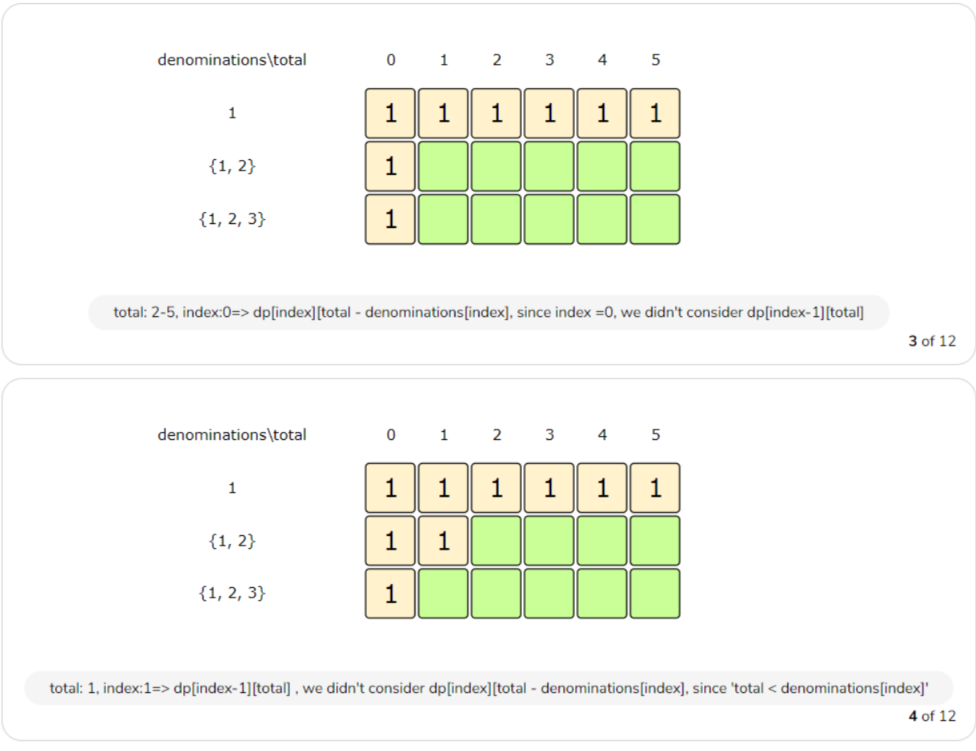 denominations\total 0 1 2 3 4 5
1 1 1 1 1 1 1
{1, 2} 1
{1, 2, 3} 1
total: 2-5, index:0=> dp[index][total - denominations[index], since index =0, we didn't consider dp[index-1][total]
3 of 12
denominations\total 0 1 2 3 4 5
1 1 1 1 1 1 1
{1, 2} 1 1
{1, 2, 3} 1
total: 1, index:1=> dp[index-1][total] , we didn't consider dp[index][total - denominations[index], since 'total < denominations[index]'
4 of 12